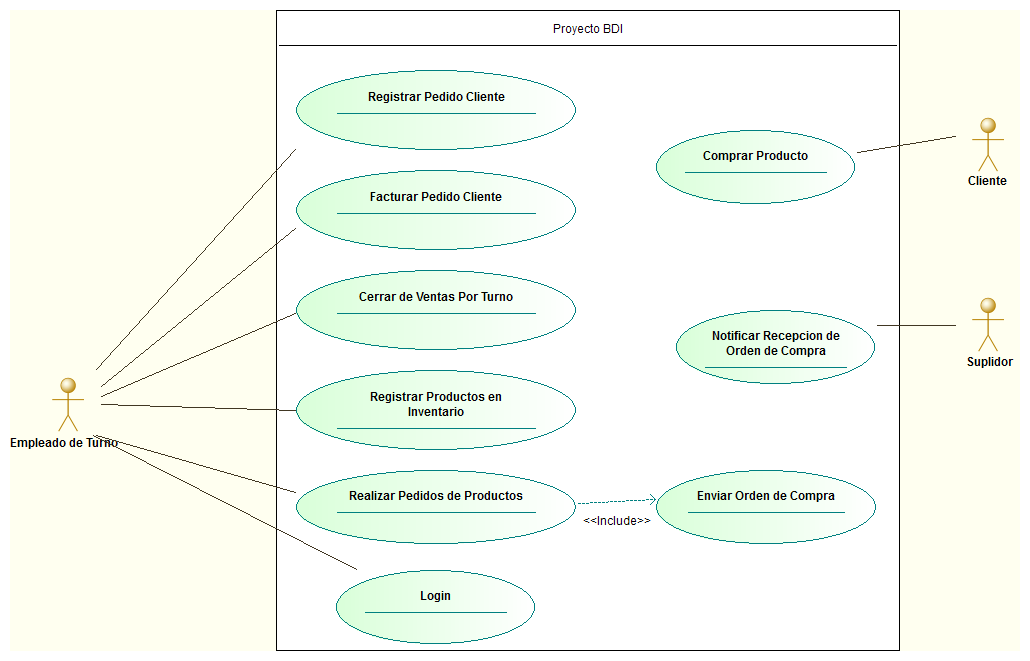 Proyecto BDI
Registrar Pedido Cliente
Comprar Producto
Cliente
Facturar Pedido Cliente
Cerrar de Ventas Por Turno
Notificar Recepcion de
Orden de Compra
Suplidor
Registrar Productos en
Inventario
Empleado de Turno
Realizar Pedidos de Productos
<<Include>>
Enviar Orden de Compra
Login